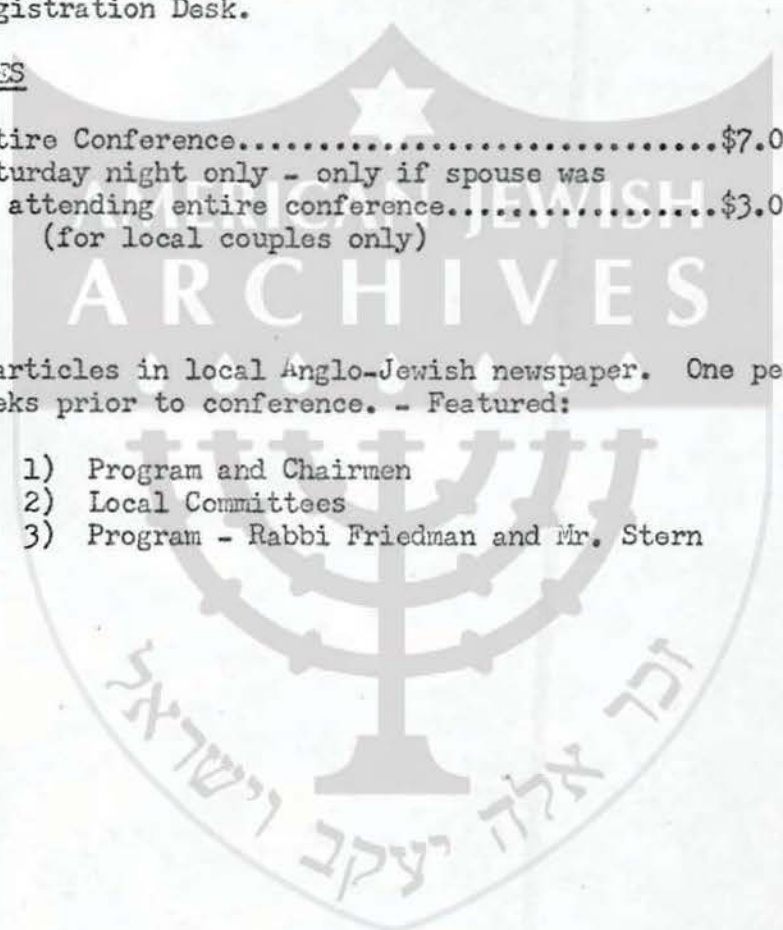 gistration Desk.
ES
tire Conference..................................$7.0
turday night only - only if spouse was
attending entire conference...................$3.0
(for local couples only)
AMERICAN JEWISH
ARCHIVES
articles in local Anglo-Jewish newspaper. One pe
eks prior to conference. - Featured:
1) Program and Chairmen
2) Local Committees
3) Program - Rabbi Friedman and Mr. Stern
זכר אלה יעקב וישראל